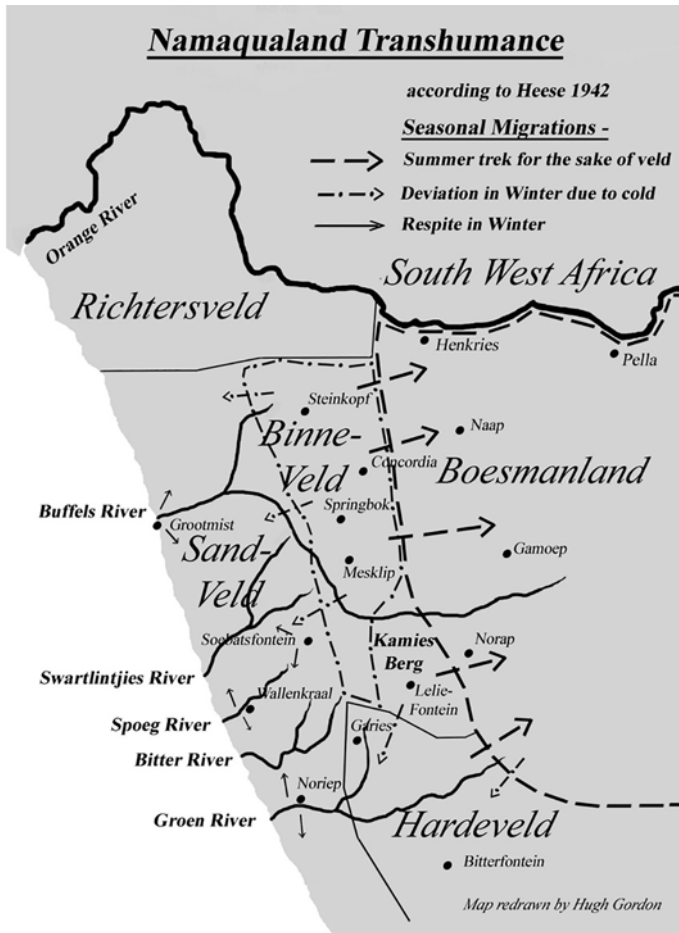 Namaqualand Transhumance
according to Heese 1942
Seasonal Migrations -
Summer trek for the sake of veld
Deviation in Winter due to cold
Respite in Winter
Orange River
South West Africa
Richtersveld
Henkries
Pella
Steinkopf
Binne-
Veld
Naap
Concordia
Boesmanland
Springbok
Buffels River
Grootmist
Sand-
Veld
Gamoep
Mesklip
Soebatsfontein
Kamies
Berg
Norap
Swartlintjies River
Wallenkraal
Lelie-
Fontein
Spoeg River
Garies
Bitter River
Noriep
Groen River
Hardeveld
Bitterfontein
Map redrawn by Hugh Gordon